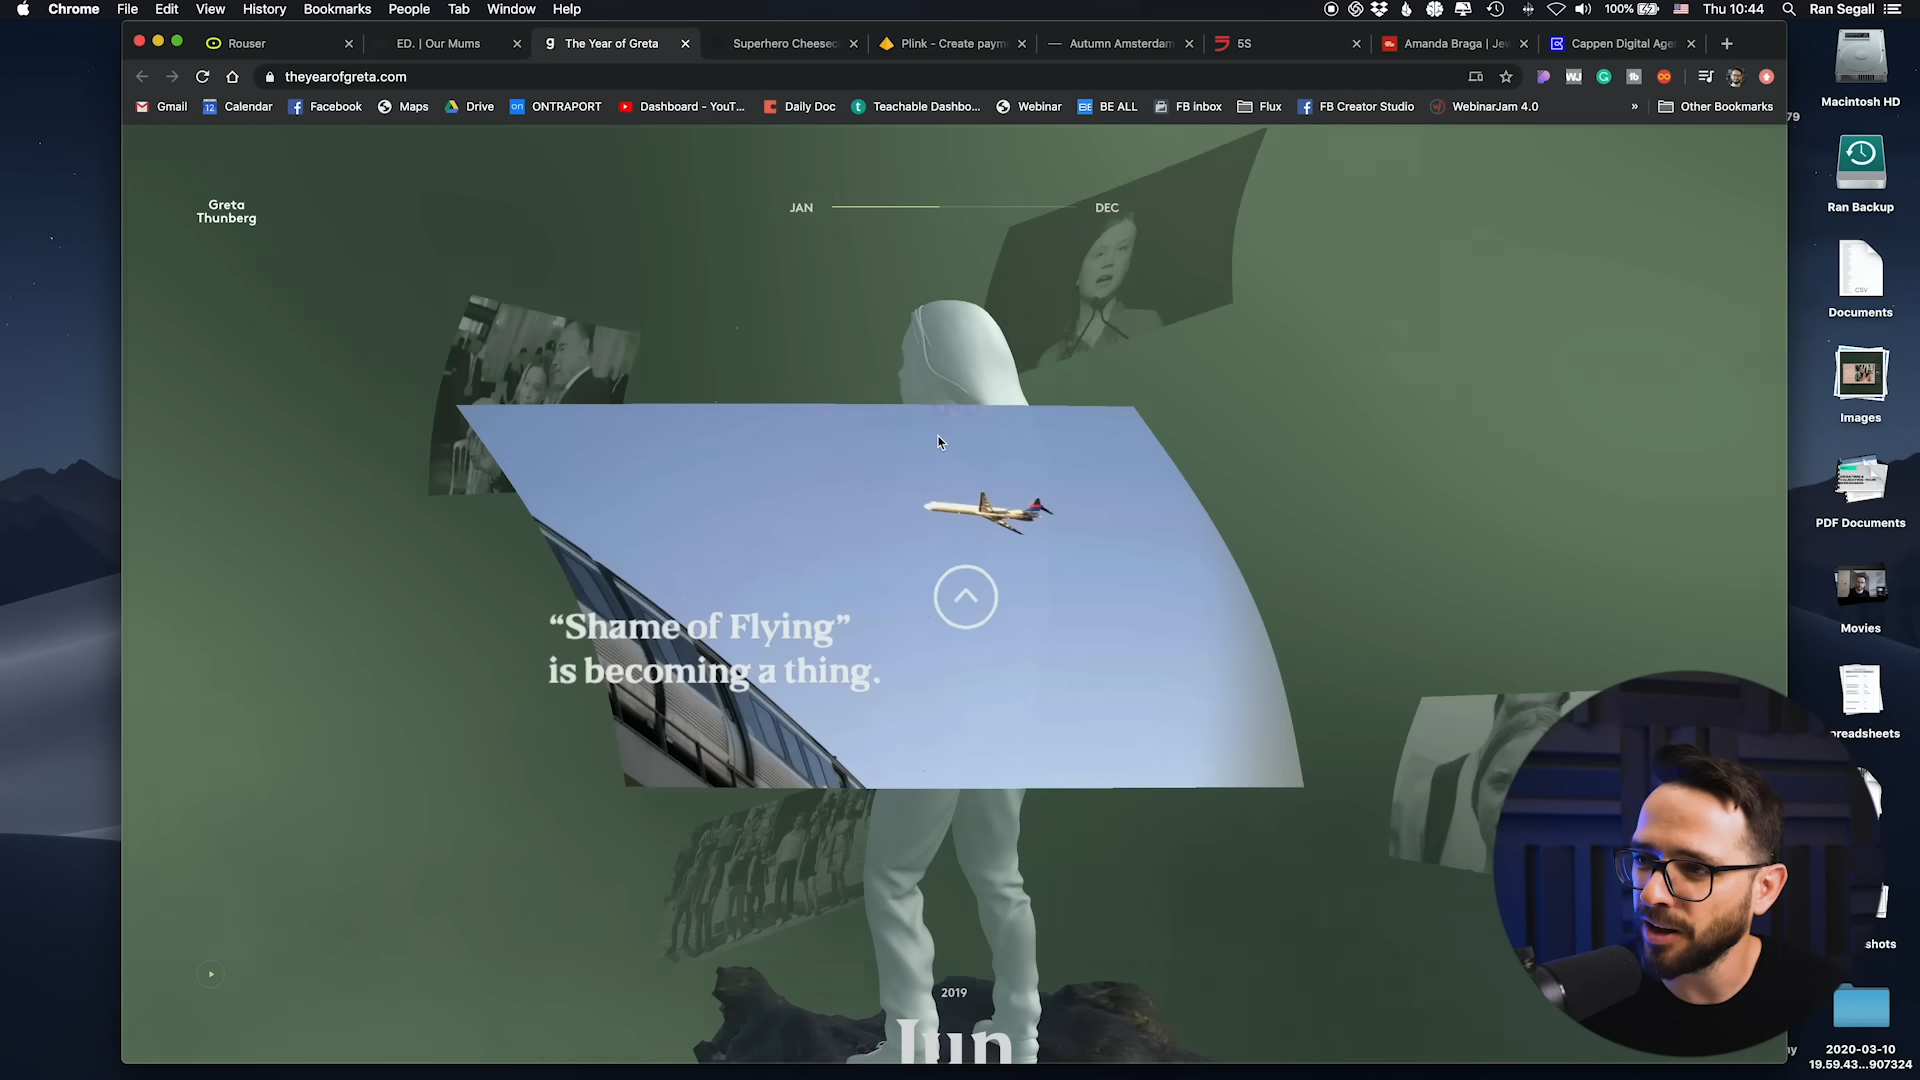 Chrome File Edit View History Bookmarks People Tab Window Help
100% Thu 10:44 Ran Segall
Rouser
ED. | Our Mums
The Year of Greta
Superhero Cheesec
Plink - Create paym
Autumn Amsterdam
5S
Amanda Braga | Je
Cappen Digital Age
theyearofgreta.com
Gmail
12 Calendar
Facebook
Maps
Drive
on ONTRAPORT
Dashboard - YouT...
Daily Doc
Teachable Dashbo...
Webinar
BE ALL
FB inbox
Flux
FB Creator Studio
WebinarJam 4.0
»
Other Bookmarks
Greta
Thunberg
JAN
DEC
“Shame of Flying”
is becoming a thing.
2019
Jun
Macintosh HD
79
Ran Backup
CSV
Documents
Images
PDF Documents
Movies
preadsheets
shots
2020-03-10
19.59.43...907324